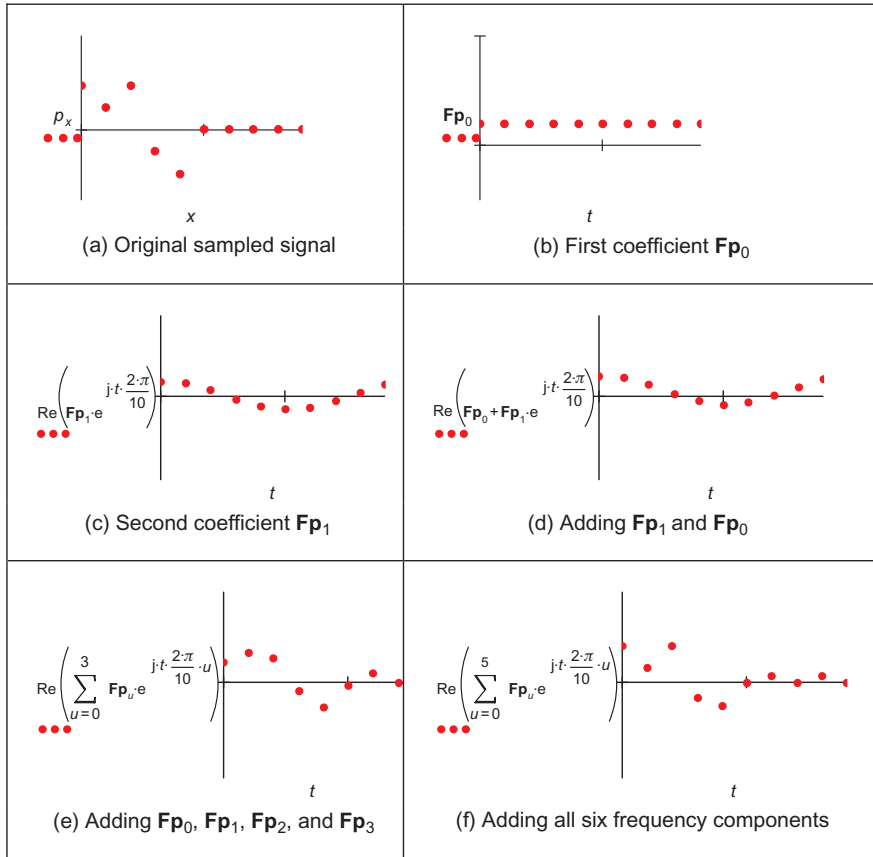 p_x
x
(a) Original sampled signal
Fp_0
t
(b) First coefficient Fp_0
Re(Fp_1·e^(j·t·2·π/10))
t
(c) Second coefficient Fp_1
Re(Fp_0+Fp_1·e^(j·t·2·π/10))
t
(d) Adding Fp_1 and Fp_0
Re(∑_(u=0)^3 Fp_u·e^(j·t·2·π/10·u))
t
(e) Adding Fp_0, Fp_1, Fp_2, and Fp_3
Re(∑_(u=0)^5 Fp_u·e^(j·t·2·π/10·u))
t
(f) Adding all six frequency components